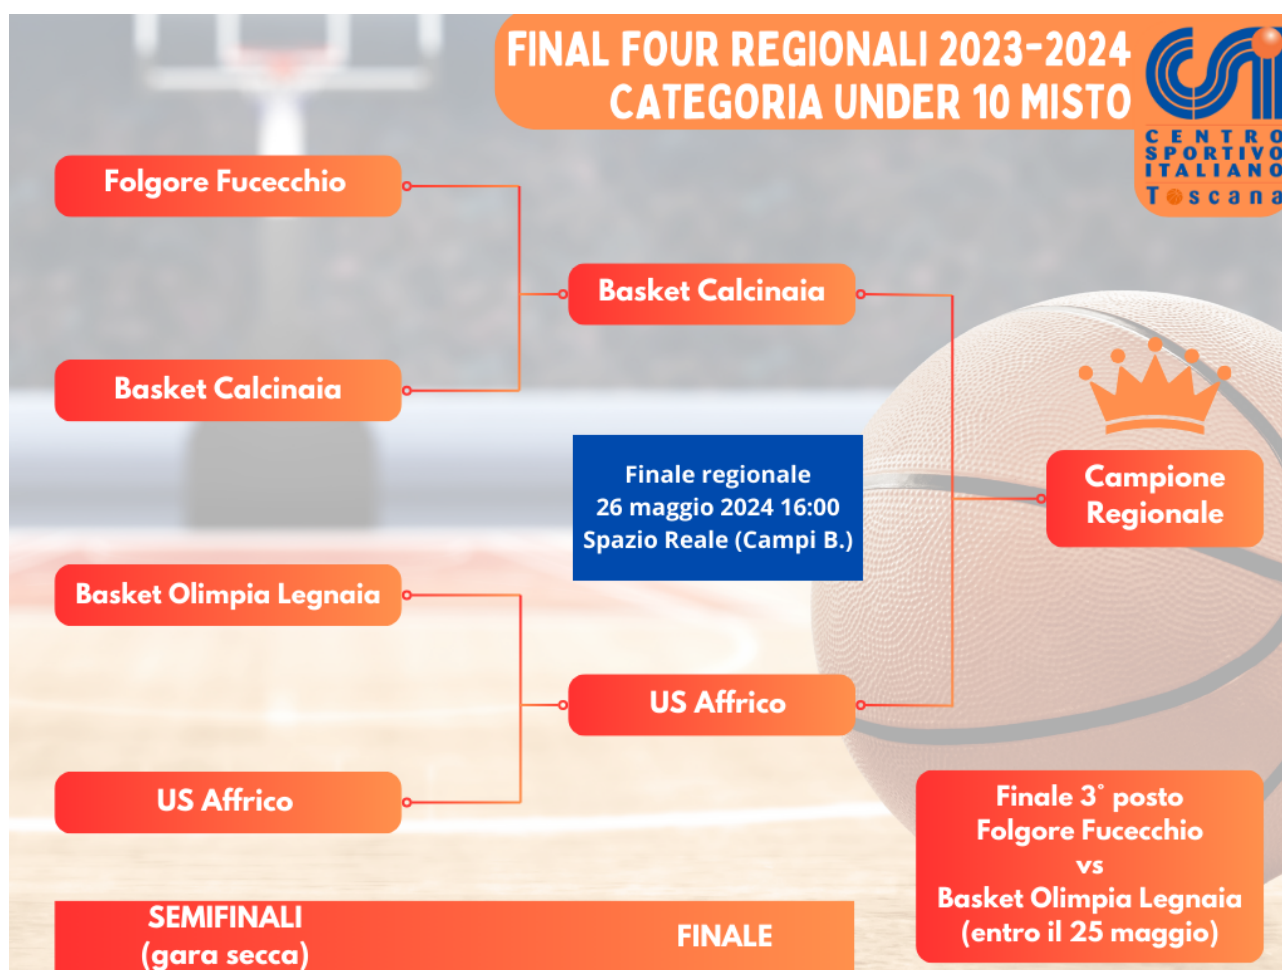 FINAL FOUR REGIONALI 2023-2024
CATEGORIA UNDER 10 MISTO
CSI
CENTRO
SPORTIVO
ITALIANO
Toscana
Folgore Fucecchio
Basket Calcinaia
Basket Calcinaia
Finale regionale
26 maggio 2024 16:00
Spazio Reale (Campi B.)
Campione
Regionale
Basket Olimpia Legnaia
US Affrico
US Affrico
Finale 3° posto
Folgore Fucecchio
vs
Basket Olimpia Legnaia
(entro il 25 maggio)
SEMIFINALI
(gara secca)
FINALE